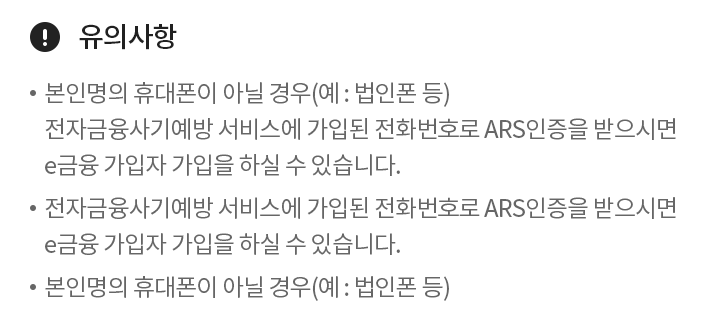 유의사항
• 본인명의 휴대폰이 아닐 경우(예 : 법인폰 등)
전자금융사기예방 서비스에 가입된 전화번호로 ARS인증을 받으시면
e금융 가입자 가입을 하실 수 있습니다.
• 전자금융사기예방 서비스에 가입된 전화번호로 ARS인증을 받으시면
e금융 가입자 가입을 하실 수 있습니다.
• 본인명의 휴대폰이 아닐 경우(예 : 법인폰 등)